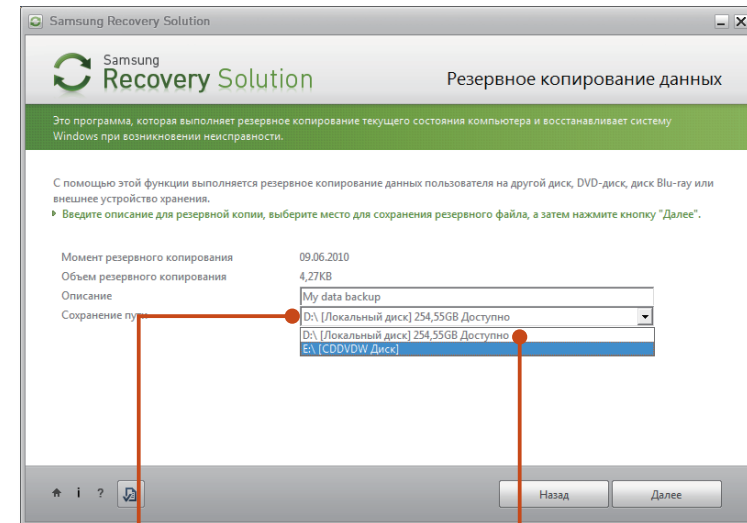 Samsung Recovery Solution
Samsung
Recovery Solution
Резервное копирование данных
Это программа, которая выполняет резервное копирование текущего состояния компьютера и восстанавливает систему
Windows при возникновении неисправности.
С помощью этой функции выполняется резервное копирование данных пользователя на другой диск, DVD-диск, диск Blu-ray или
внешнее устройство хранения.
Введите описание для резервной копии, выберите место для сохранения резервного файла, а затем нажмите кнопку "Далее".
Момент резервного копирования 09.06.2010
Объем резервного копирования 4,27KB
Описание My data backup
Сохранение пути D:\ [Локальный диск] 254,55GB Доступно
D:\ [Локальный диск] 254,55GB Доступно
E:\ [CDDVDW Диск]
i ? Назад Далее